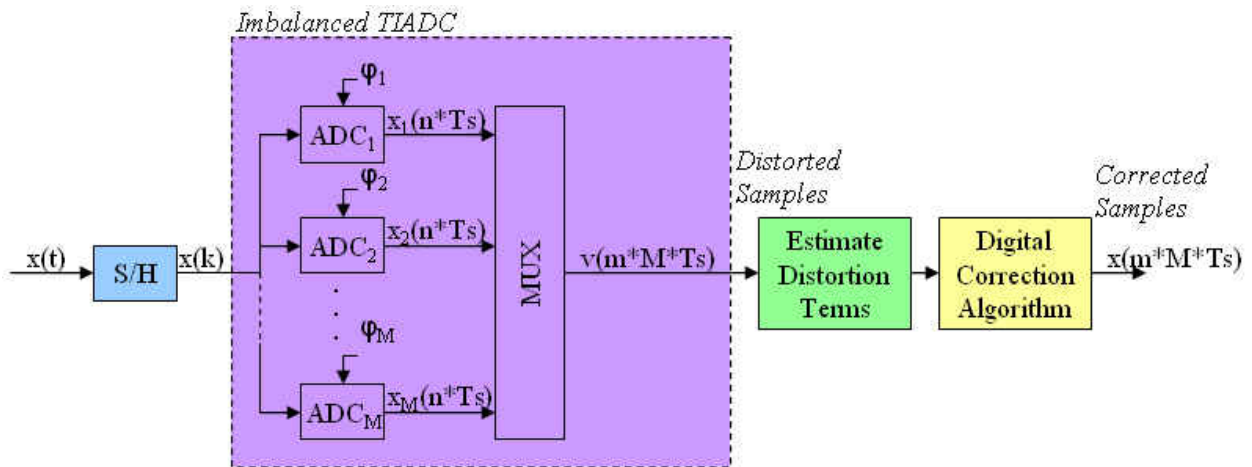 Imbalanced TIADC
φ1
ADC1
x1(n*Ts)
φ2
ADC2
x2(n*Ts)
x(t)
S/H
x(k)
.
.
.
φM
ADCM
xM(n*Ts)
MUX
v(m*M*Ts)
Distorted
Samples
Estimate
Distortion
Terms
Digital
Correction
Algorithm
Corrected
Samples
x(m*M*Ts)